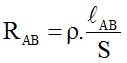 R_AB = ρ. ℓ_AB / S